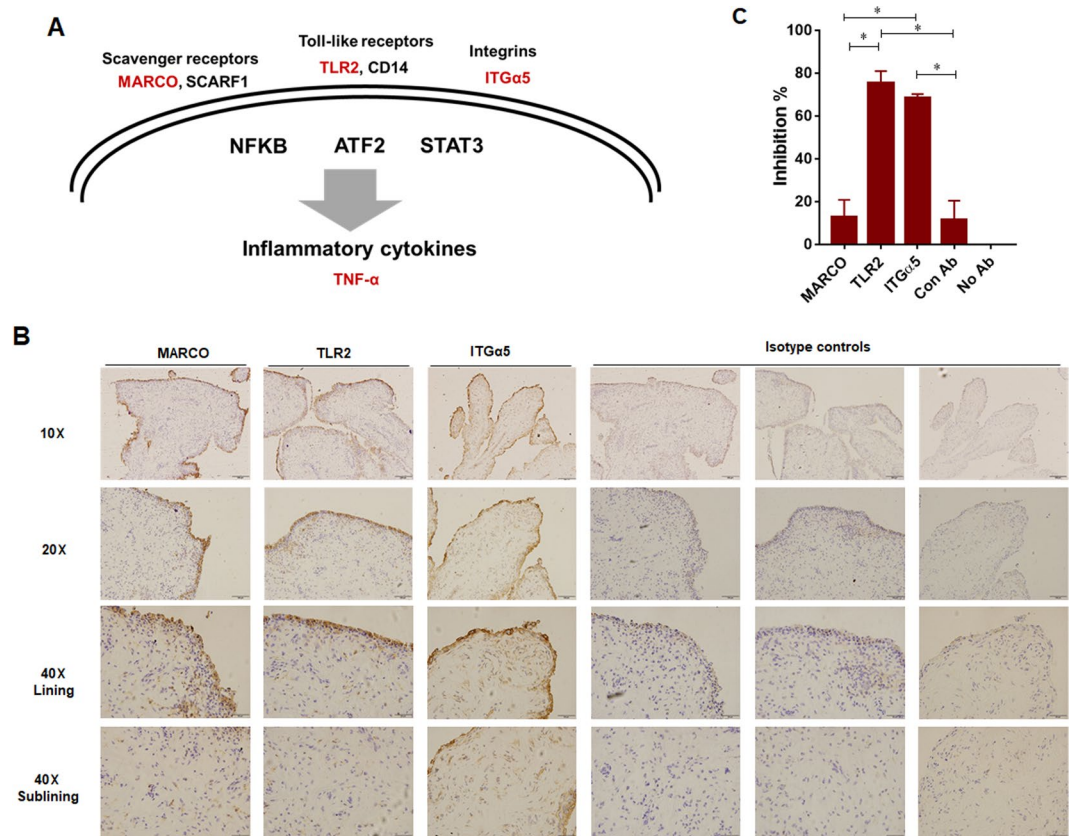 A
Scavenger receptors
MARCO, SCARF1
Toll-like receptors
TLR2, CD14
Integrins
ITGα5
NFKB ATF2 STAT3
Inflammatory cytokines
TNF-α
C
Inhibition %
100
80
60
40
20
0
* 
* *
*
MARCO
TLR2
ITGα5
Con Ab
No Ab
B
MARCO TLR2 ITGα5 Isotype controls
10X
20X
40X
Lining
40X
Sublining